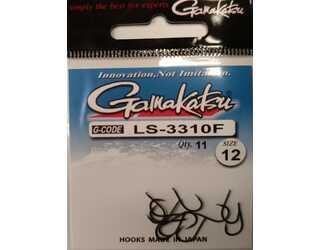 simply the best for experts
Gamakatsu
Innovation, Not Imitation.
Gamakatsu
G-CODE LS-3310F
Qty. 11
SIZE
12
HOOKS MADE IN JAPAN